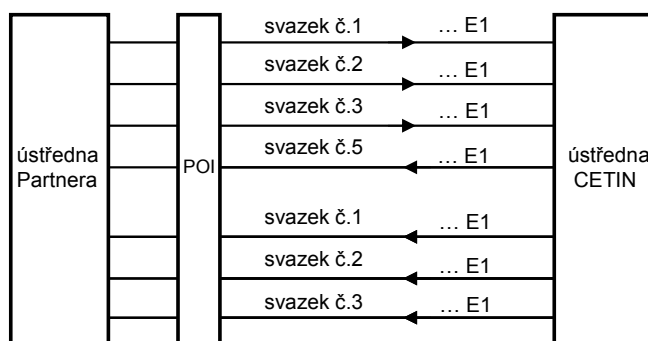 svazek č.1 ... E1
svazek č.2 ... E1
svazek č.3 ... E1
svazek č.5 ... E1
ústředna
Partnera
POI
ústředna
CETIN
svazek č.1 ... E1
svazek č.2 ... E1
svazek č.3 ... E1